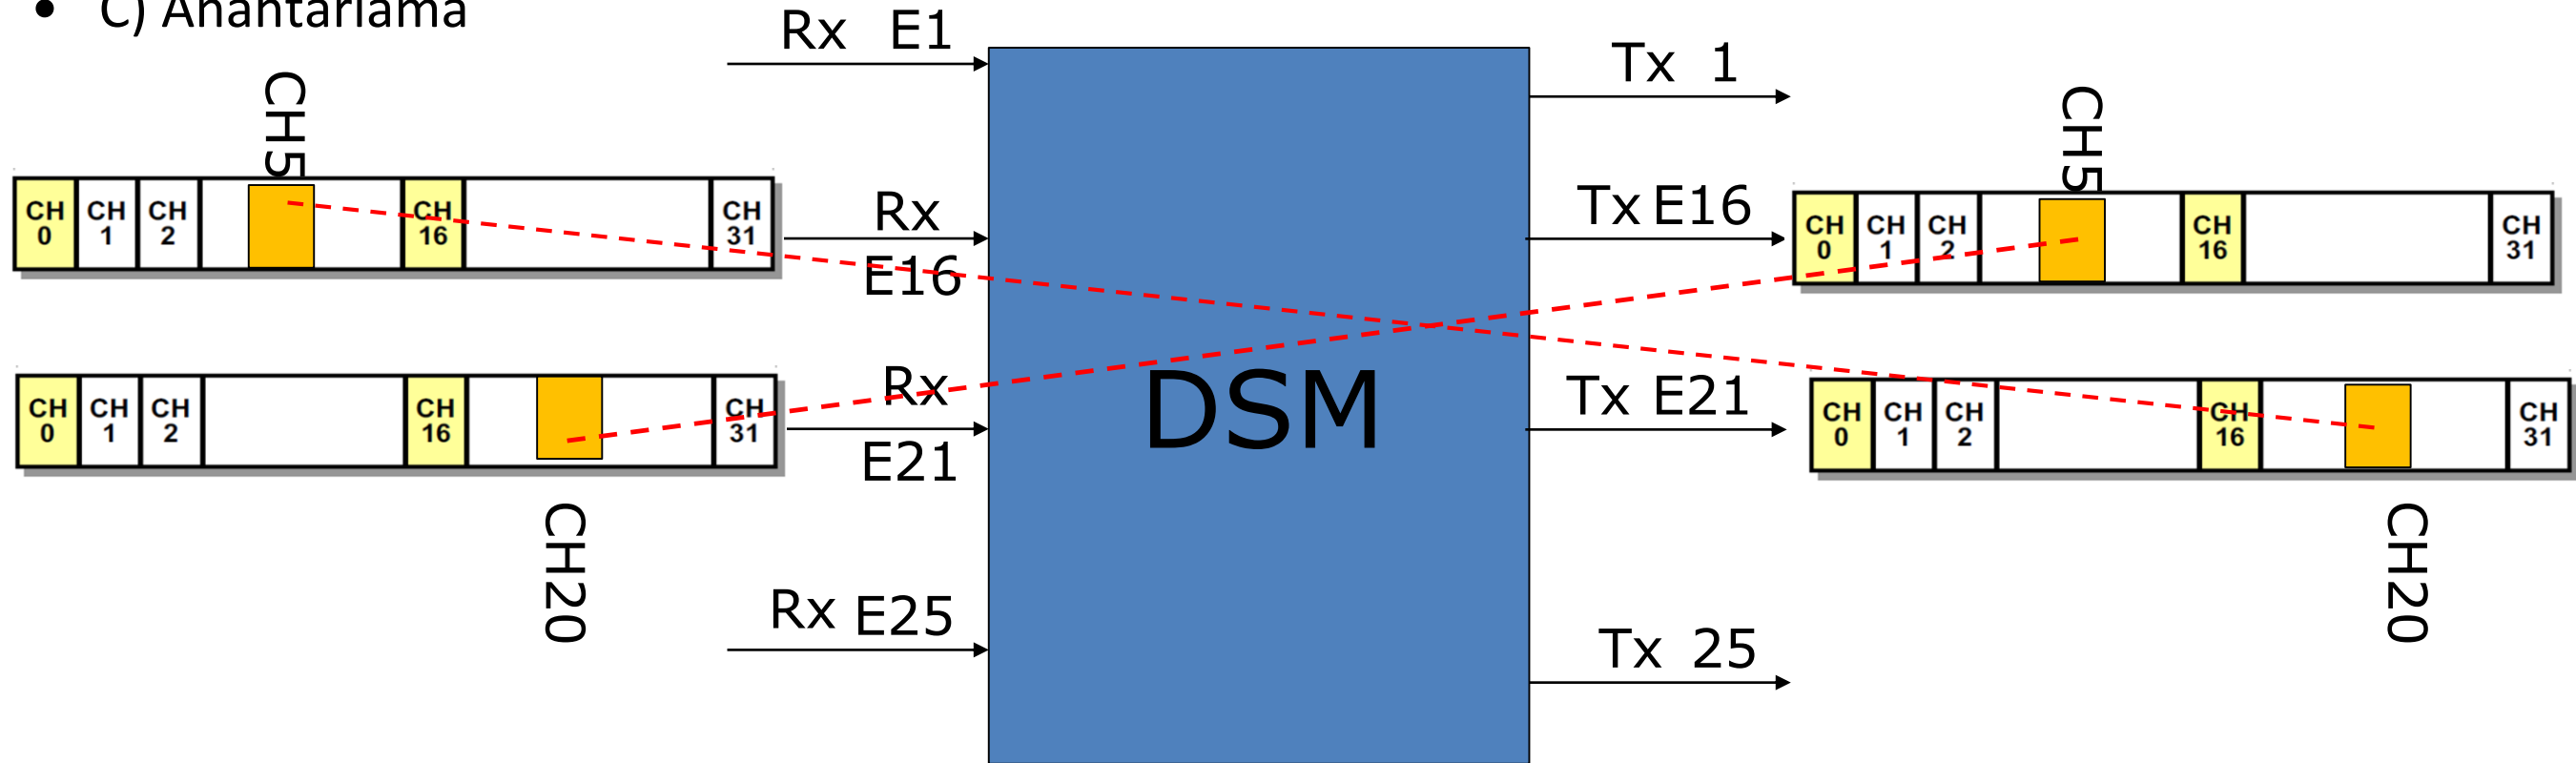 • C) Anahtarlama
Rx E1
Tx 1
CH5
CH5
CH 0
CH 1
CH 2
CH 16
CH 31
Rx
E16
Tx E16
CH 0
CH 1
CH 2
CH 16
CH 31
CH 0
CH 1
CH 2
CH 16
CH 31
Rx
E21
DSM
Tx E21
CH 0
CH 1
CH 2
CH 16
CH 31
CH20
CH20
Rx E25
Tx 25